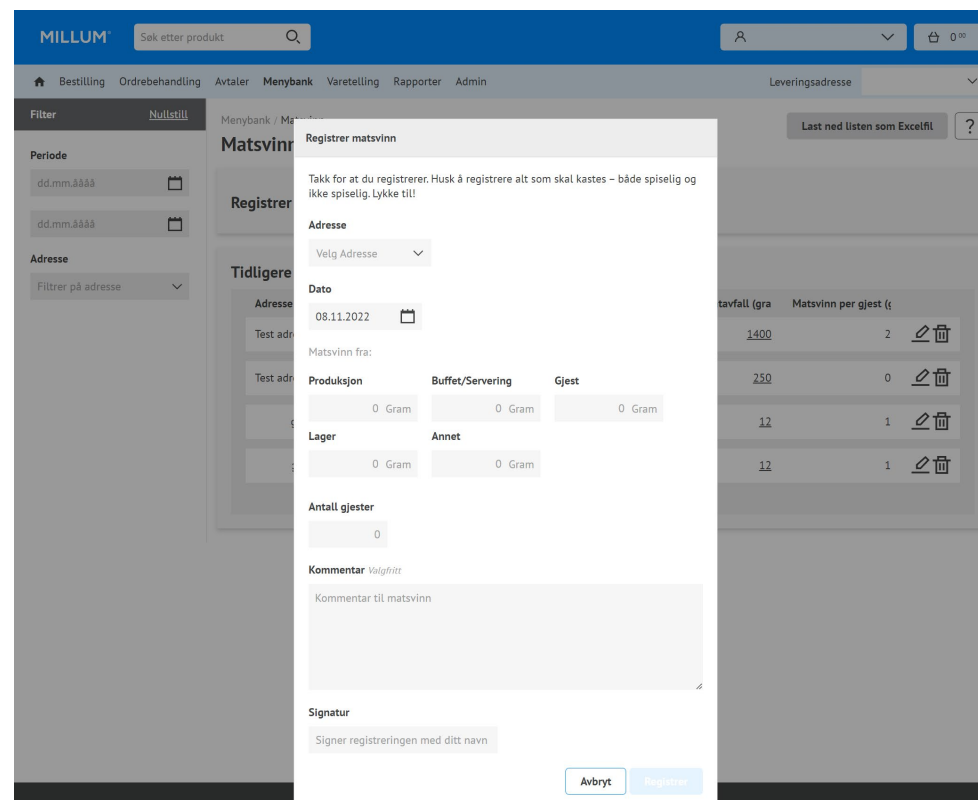 MILLUM
Søk etter produkt
0 00
Bestilling Ordrebehandling Avtaler Menybank Varetelling Rapporter Admin
Leveringsadresse
Filter Nullstill
Menybank /
Last ned listen som Excelfil
?
Matsvinn
Periode
dd.mm.åååå
dd.mm.åååå
Adresse
Filtrer på adresse
Registrer
Tidligere
Adresse
Matsvinn per gjest
Test
1400 2
Test
250 0
12 1
12 1
Registrer matsvinn
Takk for at du registrerer. Husk å registrere alt som skal kastes – både spiselig og
ikke spiselig. Lykke til!
Adresse
Velg Adresse
Dato
08.11.2022
Matsvinn fra:
Produksjon Buffet/Servering Gjest
0 Gram 0 Gram 0 Gram
Lager Annet
0 Gram 0 Gram
Antall gjester
0
Kommentar Valgfritt
Kommentar til matsvinn
Signatur
Signer registreringen med ditt navn
Avbryt Registrer